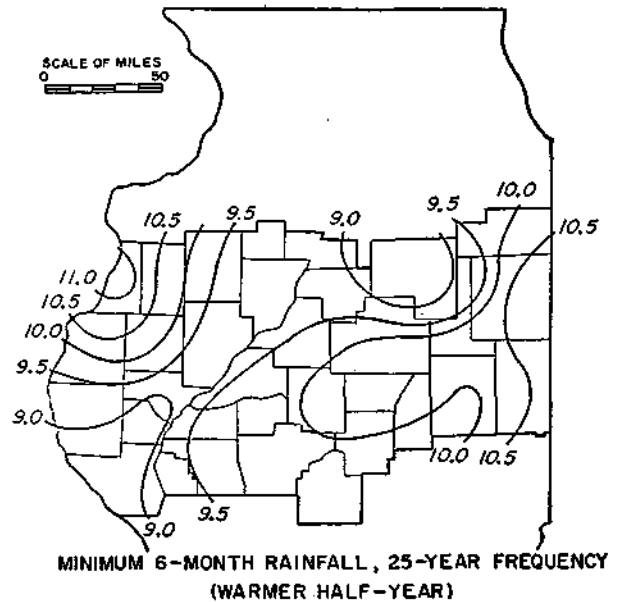 SCALE OF MILES
0 50
10.0
10.5 9.5 9.0 9.5 10.5
11.0
10.5
10.0
9.5
9.0
10.0 10.5
9.5
9.0
MINIMUM 6-MONTH RAINFALL, 25-YEAR FREQUENCY
(WARMER HALF-YEAR)